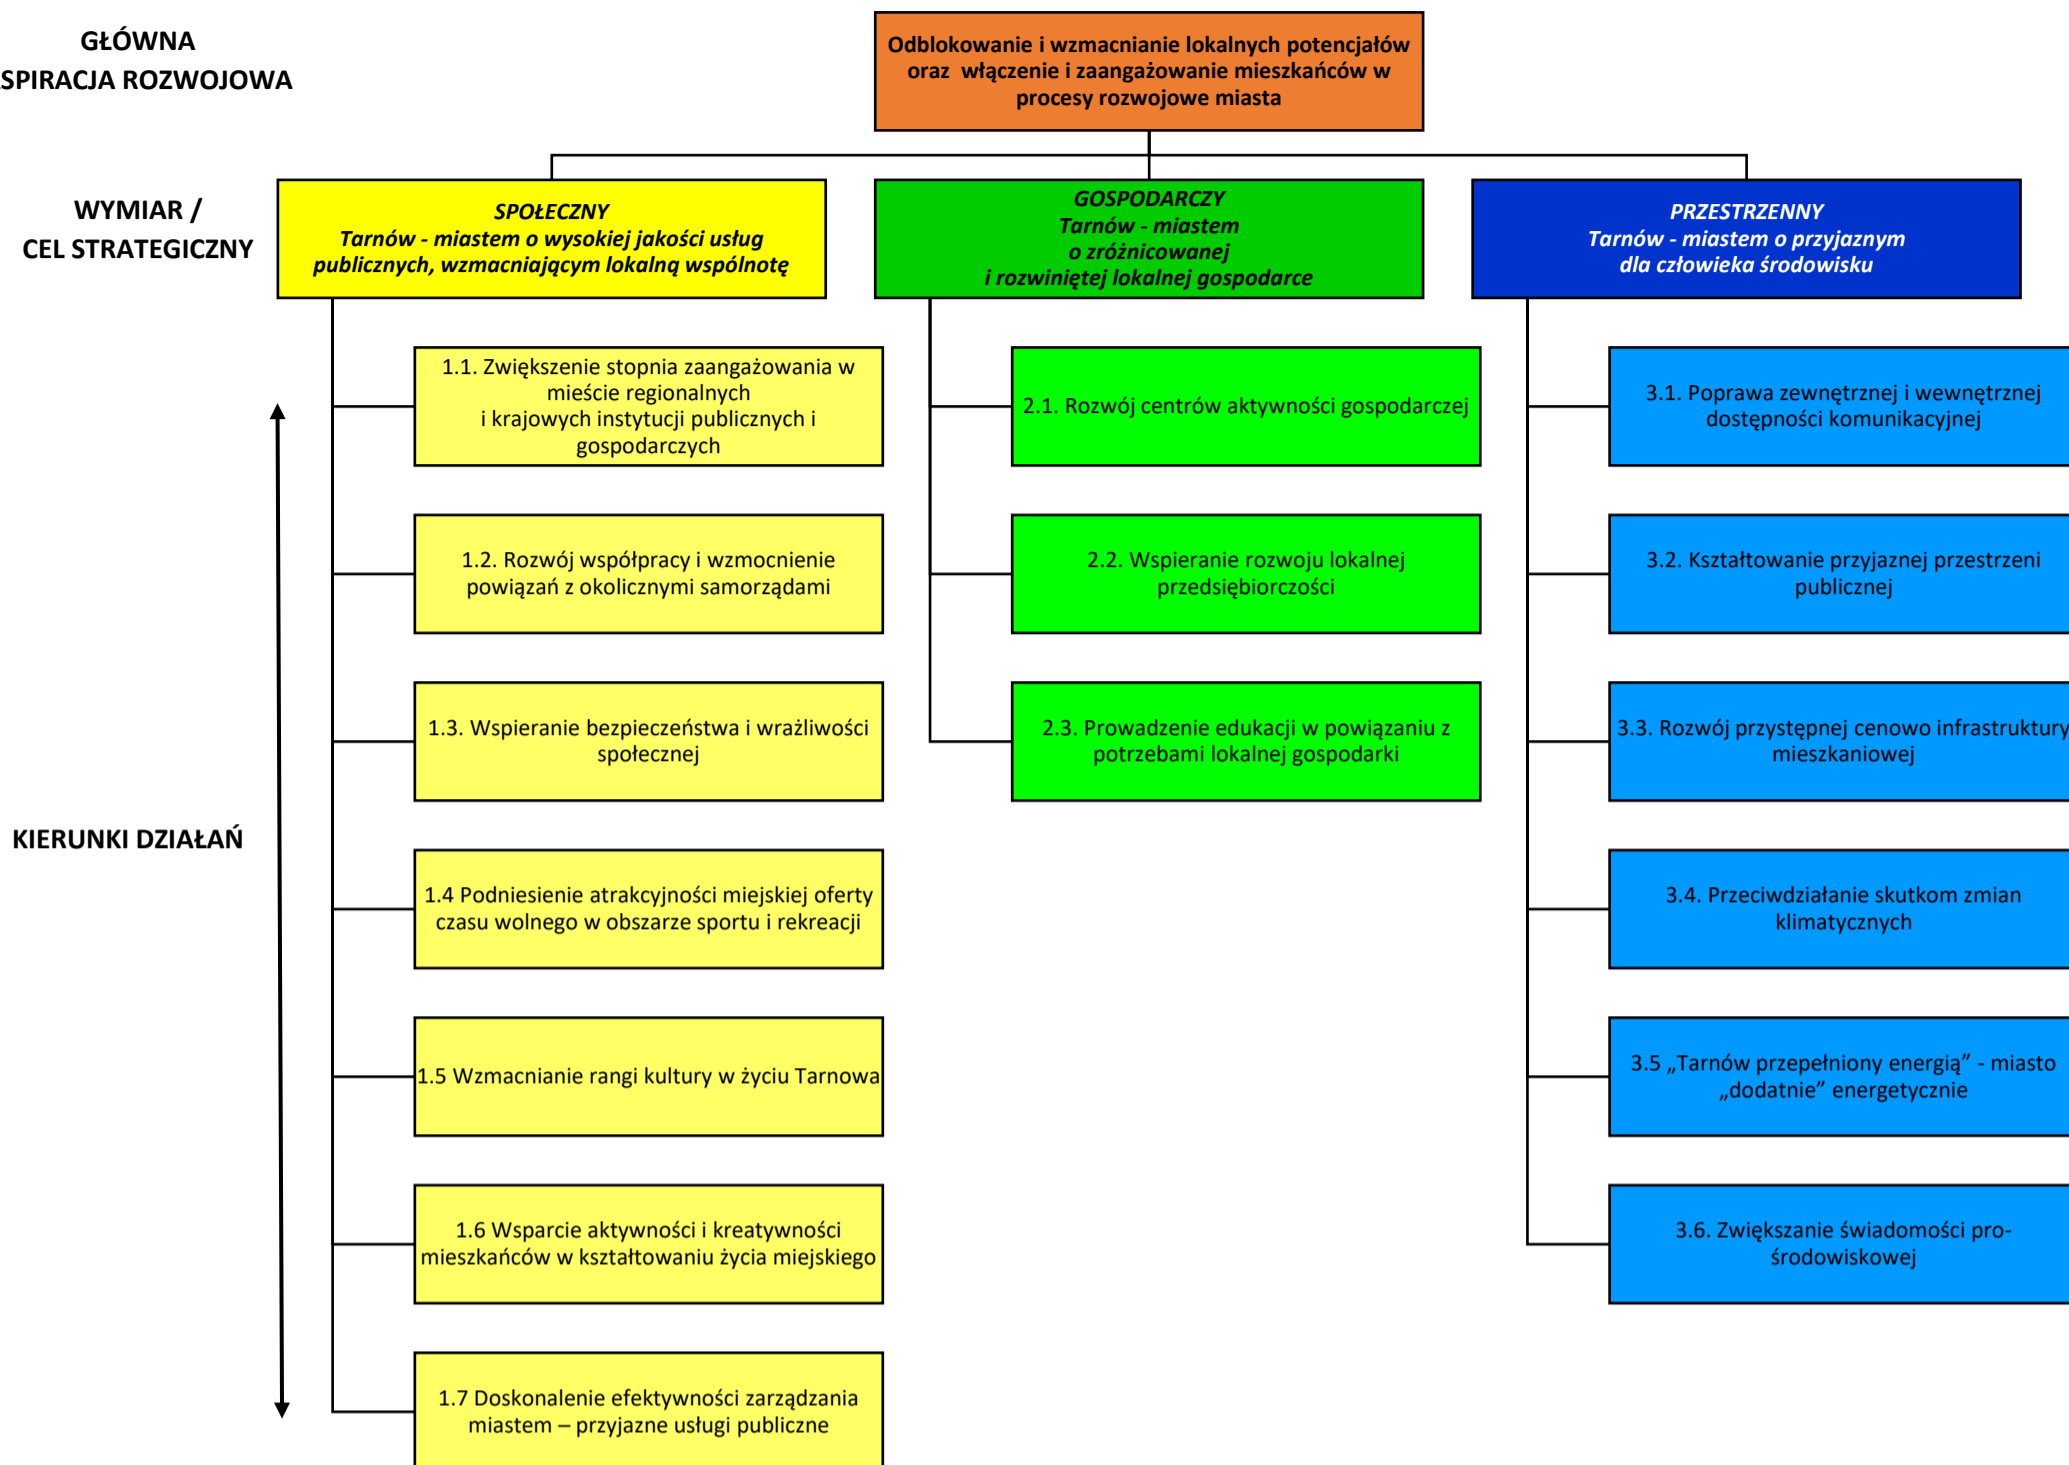 GŁÓWNA
SPIRACJA ROZWOJOWA
Odblokowanie i wzmacnianie lokalnych potencjałów
oraz włączenie i zaangażowanie mieszkańców w
procesy rozwojowe miasta
WYMIAR /
CEL STRATEGICZNY
SPOŁECZNY
Tarnów - miastem o wysokiej jakości usług
publicznych, wzmacniającym lokalną wspólnotę
GOSPODARCZY
Tarnów - miastem
o zróżnicowanej
i rozwiniętej lokalnej gospodarce
PRZESTRZENNY
Tarnów - miastem o przyjaznym
dla człowieka środowisku
KIERUNKI DZIAŁAŃ
1.1. Zwiększenie stopnia zaangażowania w
mieście regionalnych
i krajowych instytucji publicznych i
gospodarczych
1.2. Rozwój współpracy i wzmocnienie
powiązań z okolicznymi samorządami
1.3. Wspieranie bezpieczeństwa i wrażliwości
społecznej
1.4 Podniesienie atrakcyjności miejskiej oferty
czasu wolnego w obszarze sportu i rekreacji
1.5 Wzmacnianie rangi kultury w życiu Tarnowa
1.6 Wsparcie aktywności i kreatywności
mieszkańców w kształtowaniu życia miejskiego
1.7 Doskonalenie efektywności zarządzania
miastem – przyjazne usługi publiczne
2.1. Rozwój centrów aktywności gospodarczej
2.2. Wspieranie rozwoju lokalnej
przedsiębiorczości
2.3. Prowadzenie edukacji w powiązaniu z
potrzebami lokalnej gospodarki
3.1. Poprawa zewnętrznej i wewnętrznej
dostępności komunikacyjnej
3.2. Kształtowanie przyjaznej przestrzeni
publicznej
3.3. Rozwój przystępnej cenowo infrastruktury
mieszkaniowej
3.4. Przeciwdziałanie skutkom zmian
klimatycznych
3.5 „Tarnów przepełniony energią” - miasto
„dodatnie” energetycznie
3.6. Zwiększanie świadomości pro-
środowiskowej